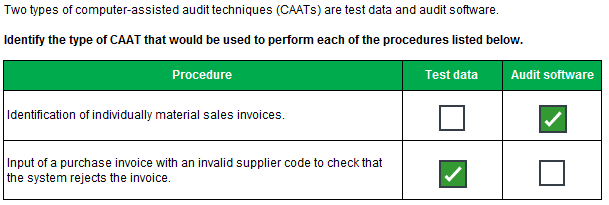 Two types of computer-assisted audit techniques (CAATs) are test data and audit software.
Identify the type of CAAT that would be used to perform each of the procedures listed below.
Procedure Test data Audit software
Identification of individually material sales invoices.
Input of a purchase invoice with an invalid supplier code to check that
the system rejects the invoice.